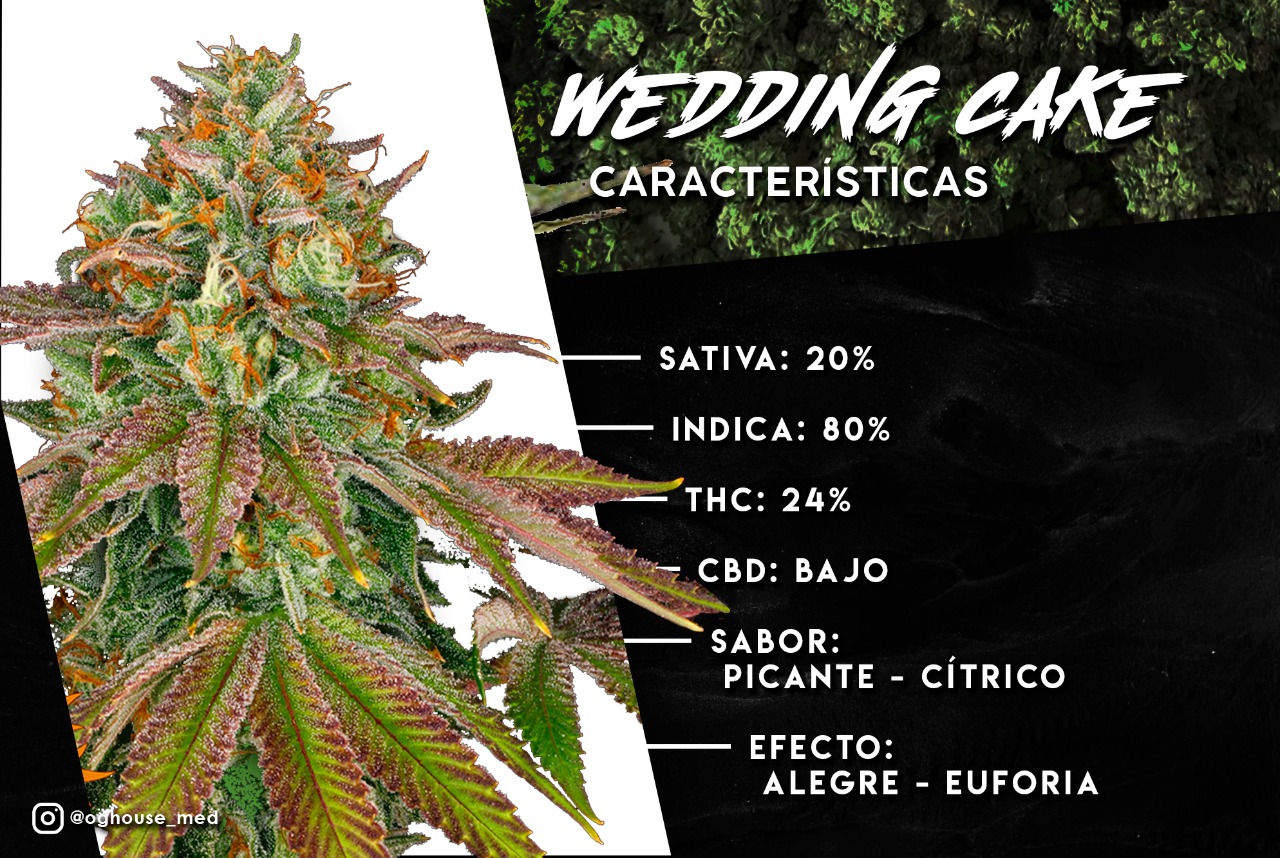 WEDDING CAKE
CARACTERÍSTICAS
SATIVA: 20%
INDICA: 80%
THC: 24%
CBD: BAJO
SABOR:
PICANTE - CÍTRICO
EFECTO:
ALEGRE - EUFORIA
@oghouse_med